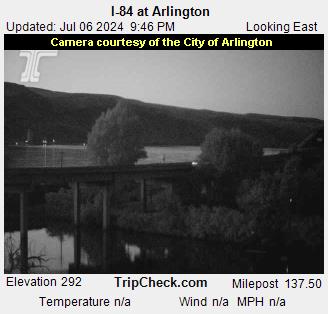 I-84 at Arlington
Updated: Jul 06 2024 9:46 PM Looking East
Camera courtesy of the City of Arlington
Elevation 292 TripCheck.com Milepost 137.50
Temperature n/a Wind n/a MPH n/a